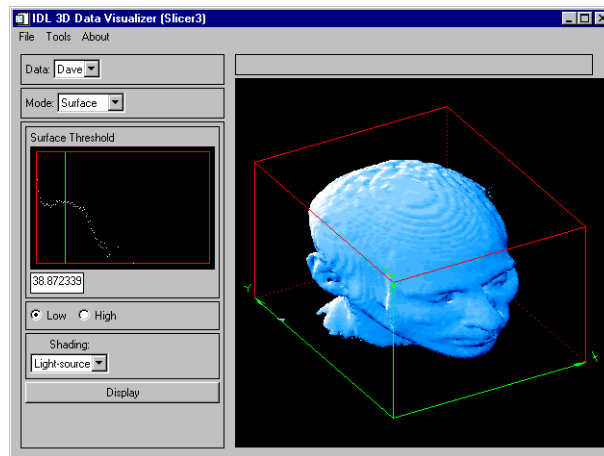 IDL 3D Data Visualizer (Slicer3)
File Tools About
Data: Dave
Mode: Surface
Surface Threshold
38.872339
Low High
Shading:
Light-source
Display
Y
X